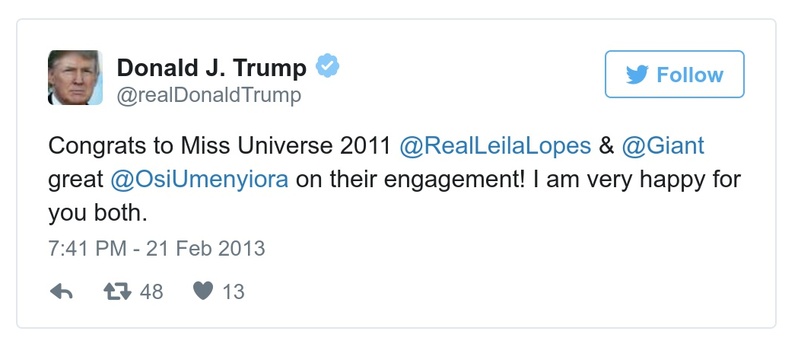 Donald J. Trump
@realDonaldTrump
Follow
Congrats to Miss Universe 2011 @RealLeilaLopes & @Giant
great @OsiUmenyiora on their engagement! I am very happy for
you both.
7:41 PM - 21 Feb 2013
48 13